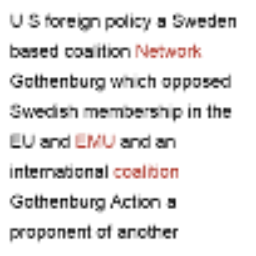 U S foreign policy a Sweden
based coalition Network
Gothenburg which opposed
Swedish membership in the
EU and EMU and an
international coalition
Gothenburg Action a
proponent of another